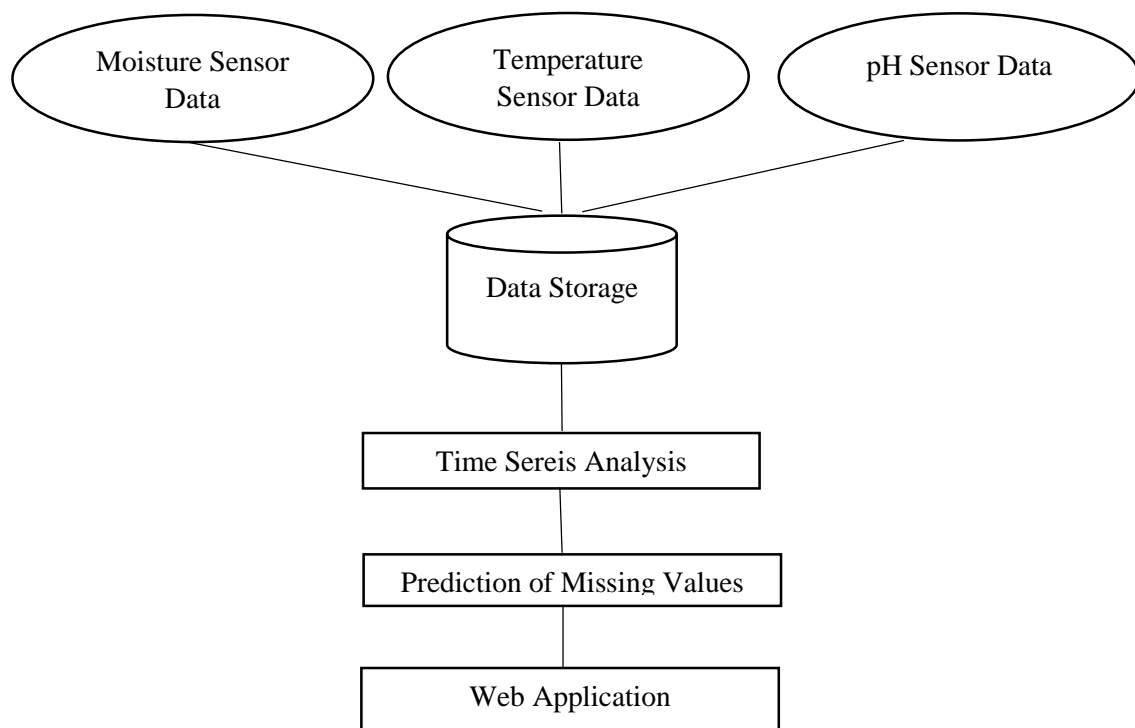 Moisture Sensor
Data
Temperature
Sensor Data
pH Sensor Data
Data Storage
Time Sereis Analysis
Prediction of Missing Values
Web Application